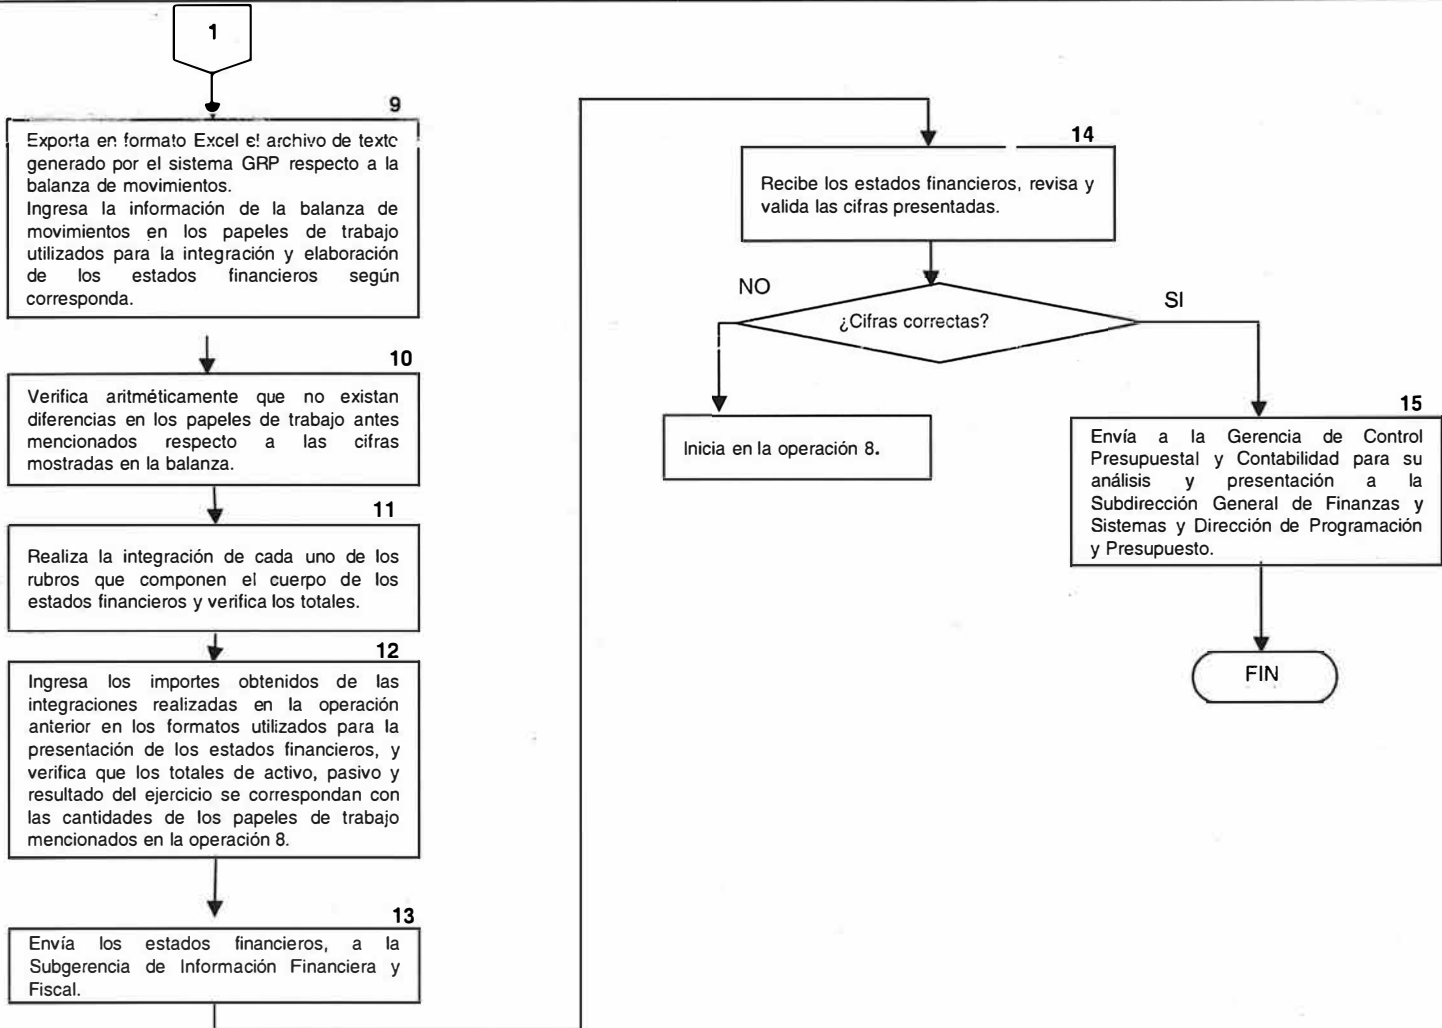 1
9
Exporta en formato Excel el archivo de texto
generado por el sistema GRP respecto a la
balanza de movimientos.
Ingresa la información de la balanza de
movimientos en los papeles de trabajo
utilizados para la integración y elaboración
de los estados financieros según
corresponda.
10
Verifica aritméticamente que no existan
diferencias en los papeles de trabajo antes
mencionados respecto a las cifras
mostradas en la balanza.
11
Realiza la integración de cada uno de los
rubros que componen el cuerpo de los
estados financieros y verifica los totales.
12
Ingresa los importes obtenidos de las
integraciones realizadas en la operación
anterior en los formatos utilizados para la
presentación de los estados financieros, y
verifica que los totales de activo, pasivo y
resultado del ejercicio se correspondan con
las cantidades de los papeles de trabajo
mencionados en la operación 8.
13
Envía los estados financieros, a la
Subgerencia de Información Financiera y
Fiscal.
14
Recibe los estados financieros, revisa y
valida las cifras presentadas.
NO
¿Cifras correctas?
SI
Inicia en la operación 8.
15
Envía a la Gerencia de Control
Presupuestal y Contabilidad para su
análisis y presentación a la
Subdirección General de Finanzas y
Sistemas y Dirección de Programación
y Presupuesto.
FIN